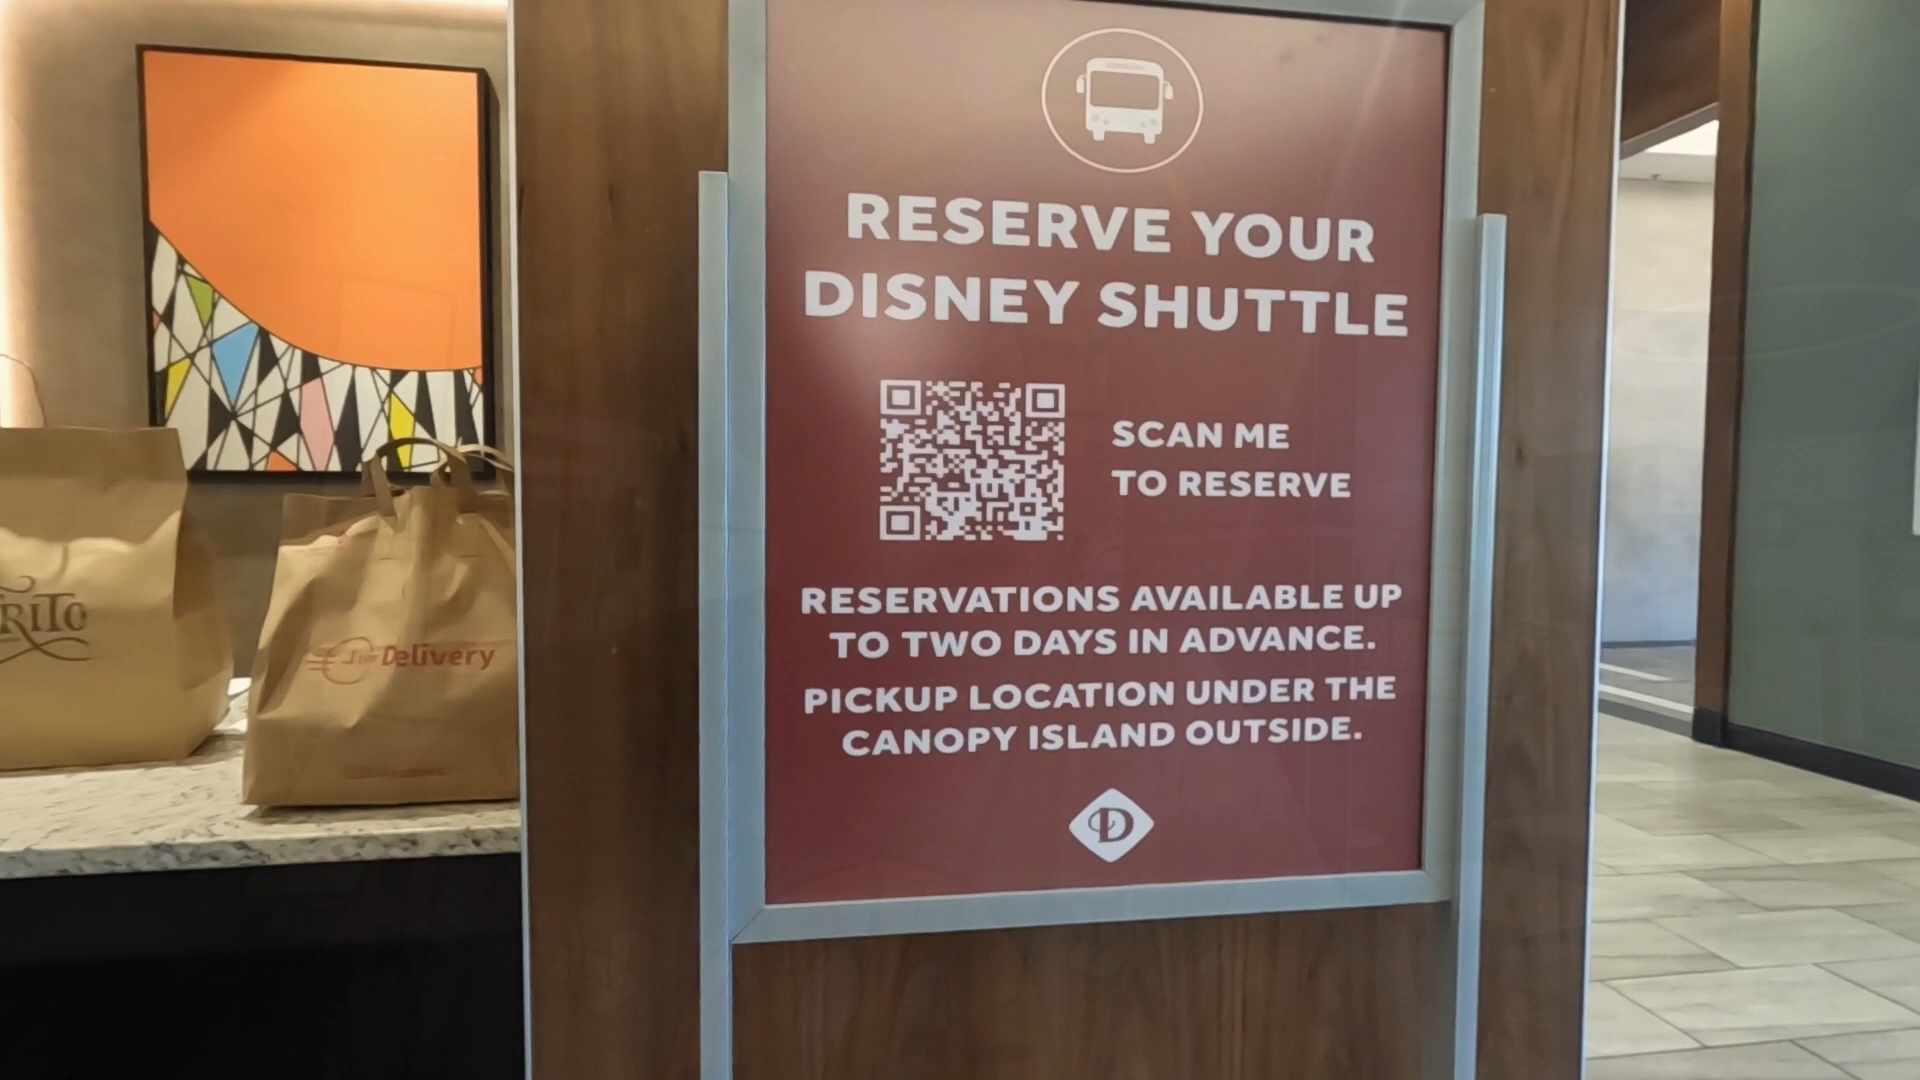 RESERVE YOUR
DISNEY SHUTTLE
SCAN ME
TO RESERVE
RESERVATIONS AVAILABLE UP
TO TWO DAYS IN ADVANCE.
PICKUP LOCATION UNDER THE
CANOPY ISLAND OUTSIDE.
D
RITO
Delivery